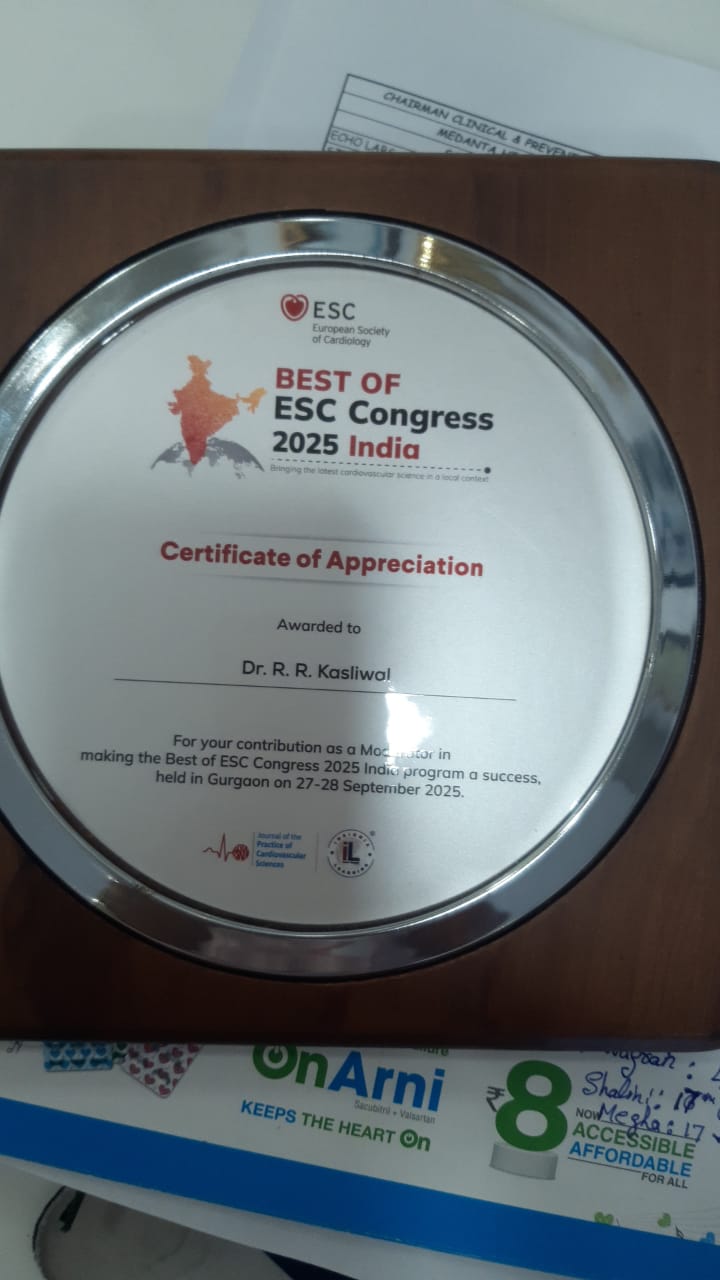 CHAIRMAN CLINICAL & PREVENT
MEDANTA
ECHO LAB
ESC
European Society
of Cardiology
BEST OF
ESC Congress
2025 India
Bringing the latest cardiovascular science in a local context
Certificate of Appreciation
Awarded to
Dr. R. R. Kasliwal
For your contribution as a in
making the Best of ESC Congress 2025 India program a success,
held in Gurgaon on 27-28 September 2025.
Journal of the
Practice of
Cardiovascular
Sciences
iL
OnArni
Sacubitril + Valsartan
KEEPS THE HEART On
₹8
NOW
ACCESSIBLE
AFFORDABLE
FOR ALL
Shalini:
Megha: 17